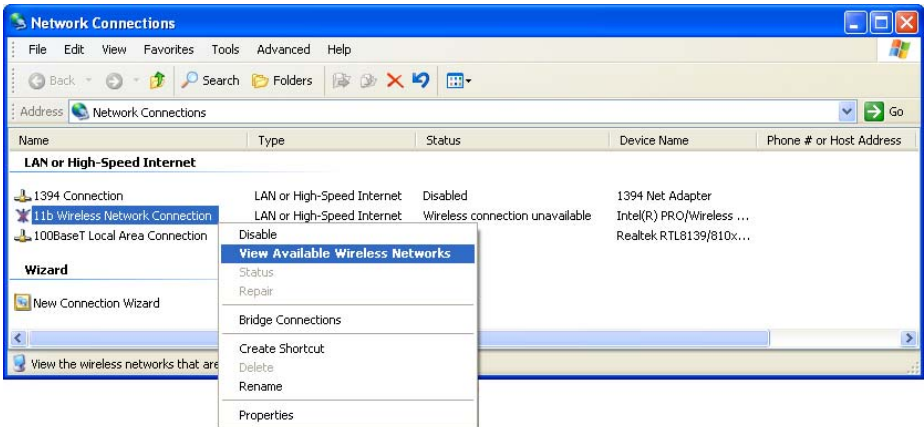 Network Connections
File Edit View Favorites Tools Advanced Help
Back Search Folders
Address Network Connections Go
Name Type Status Device Name Phone # or Host Address
LAN or High-Speed Internet
1394 Connection LAN or High-Speed Internet Disabled 1394 Net Adapter
11b Wireless Network Connection LAN or High-Speed Internet Wireless connection unavailable Intel(R) PRO/Wireless ...
100BaseT Local Area Connection Realtek RTL8139/810x...
Disable
View Available Wireless Networks
Status
Repair
Bridge Connections
Create Shortcut
Delete
Rename
Properties
Wizard
New Connection Wizard
View the wireless networks that are